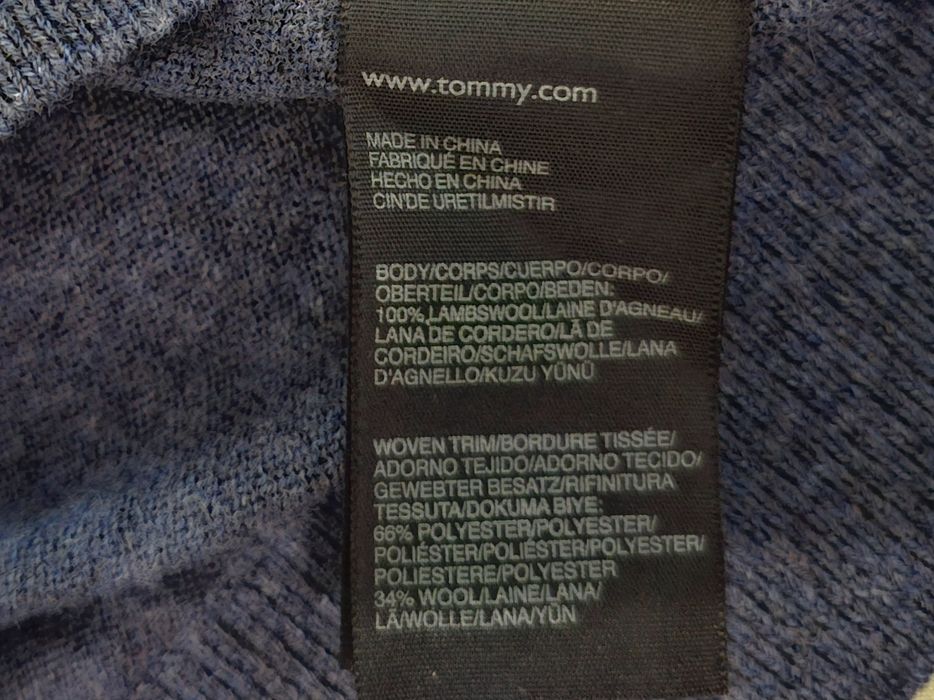 www.tommy.com
MADE IN CHINA
FABRIQUÉ EN CHINE
HECHO EN CHINA
CIN'DE URETILMISTIR
BODY/CORPS/CUERPO/CORPO/
OBERTEIL/CORPO/BEDEN:
100% LAMBSWOOL/LAINE D'AGNEAU/
LANA DE CORDERO/LÃ DE
CORDEIRO/SCHAFSWOLLE/LANA
D'AGNELLO/KUZU YÜNÜ
WOVEN TRIM/BORDURE TISSÉE/
ADORNO TEJIDO/ADORNO TECIDO/
GEWEBTER BESATZ/RIFINITURA
TESSUTA/DOKUMA BIYE:
66% POLYESTER/POLYESTER/
POLIÉSTER/POLIÉSTER/POLYESTER/
POLIESTERE/POLYESTER
34% WOOL/LAINE/LANA/
LÃ/WOLLE/LANA/YÜN